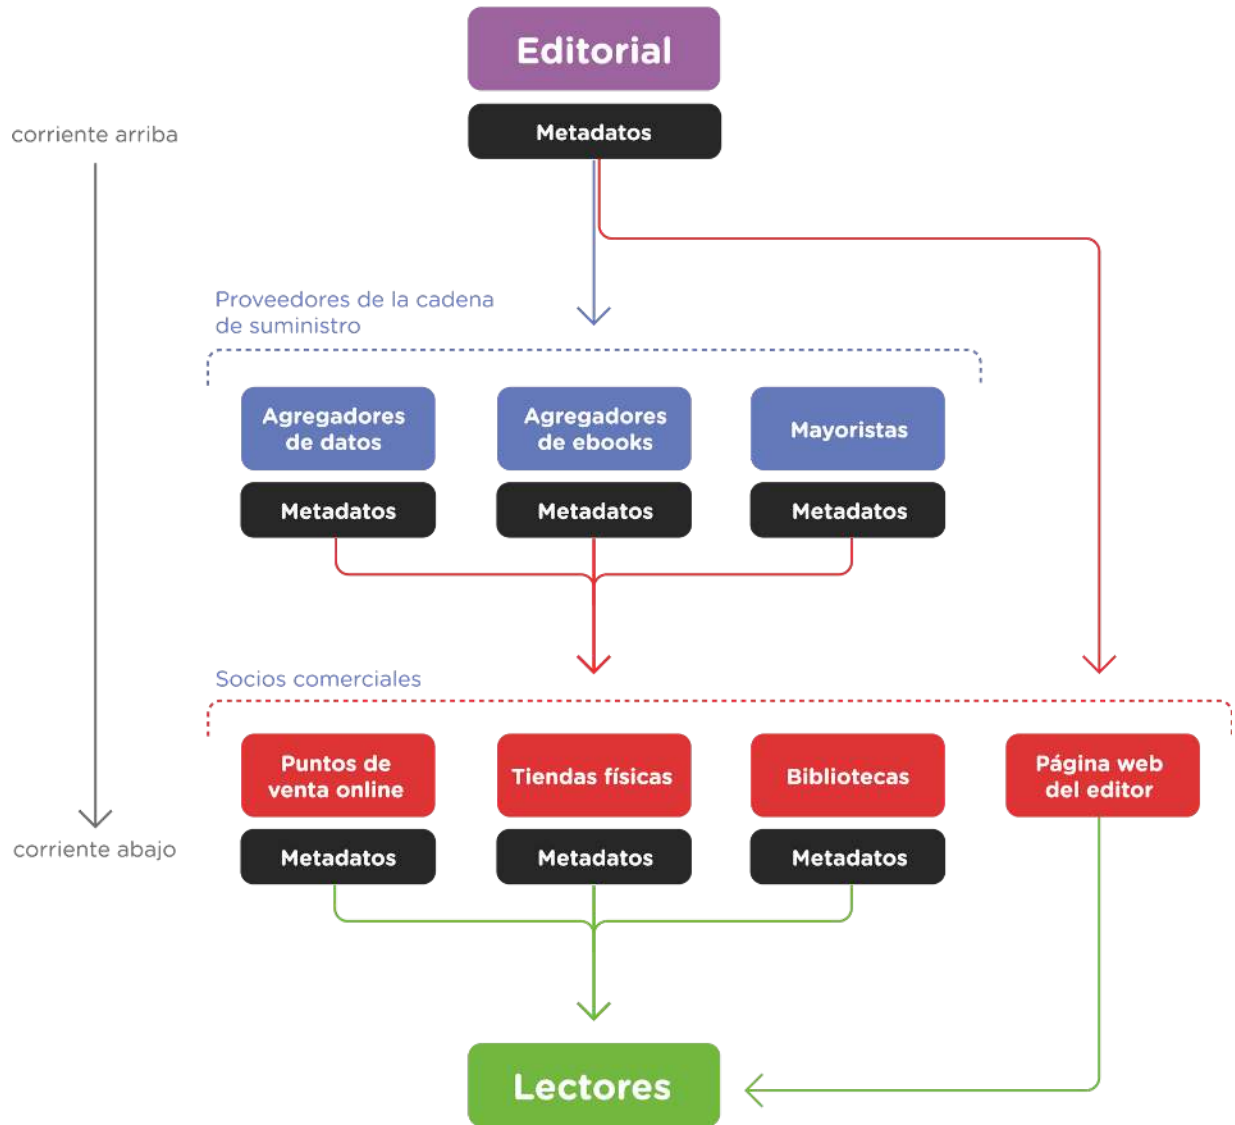 Editorial
Metadatos
corriente arriba
Proveedores de la cadena
de suministro
Agregadores
de datos
Agregadores
de ebooks
Mayoristas
Metadatos
Metadatos
Metadatos
Socios comerciales
Puntos de
venta online
Tiendas físicas
Bibliotecas
Página web
del editor
corriente abajo
Metadatos
Metadatos
Metadatos
Lectores